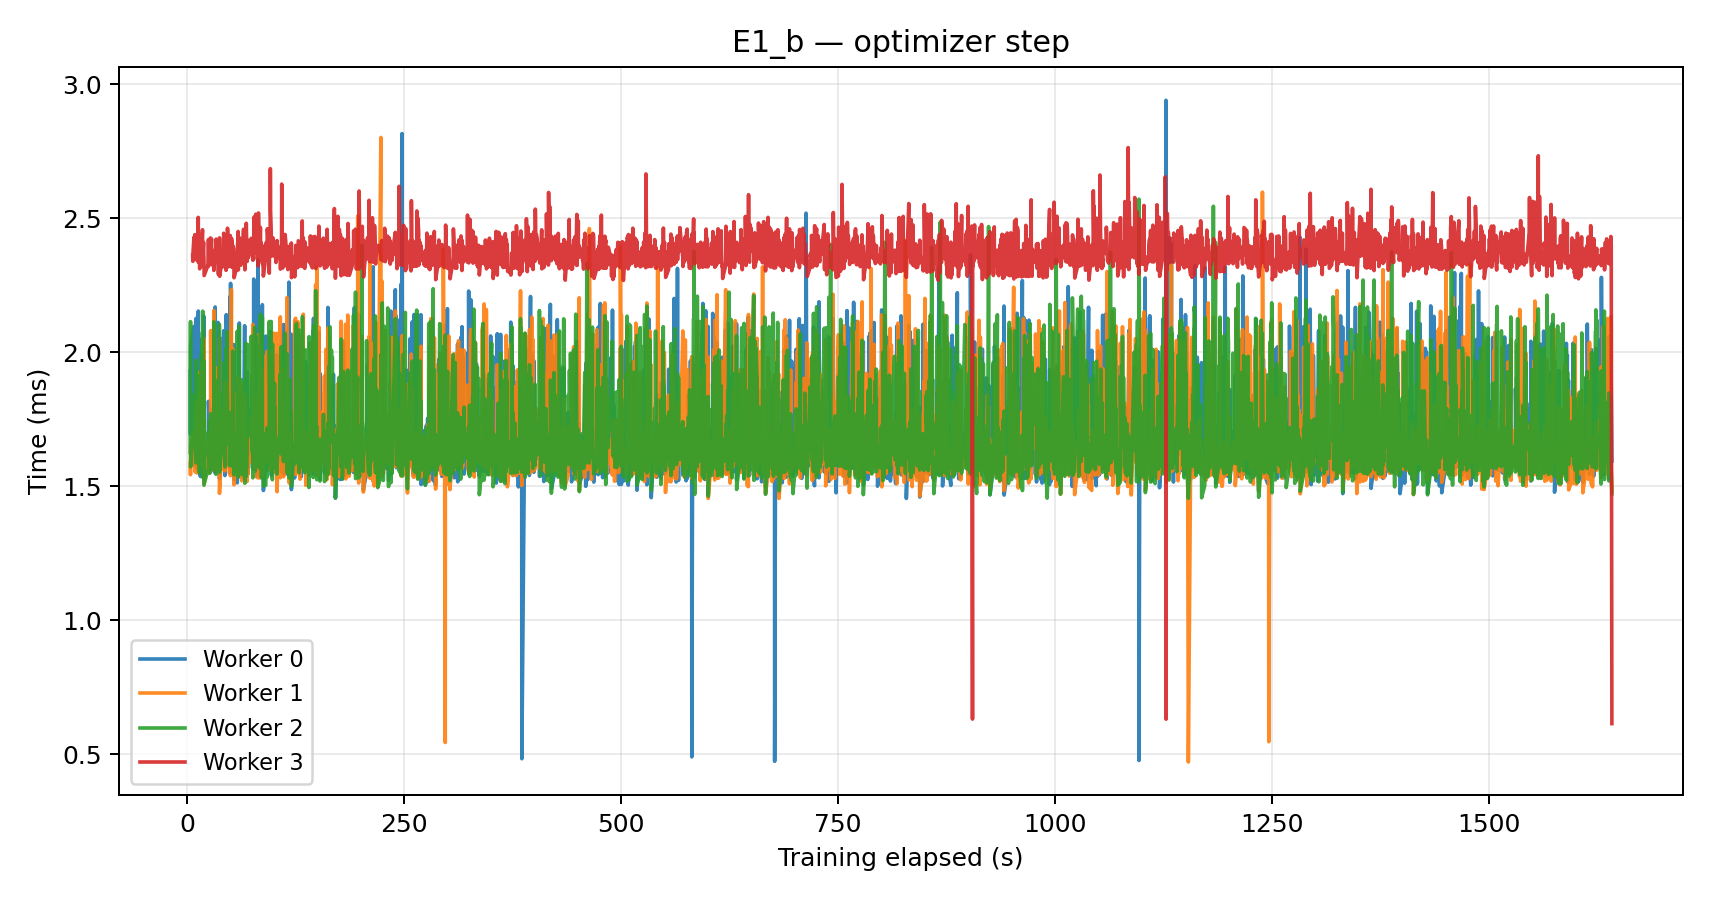 E1_b — optimizer step
Time (ms)
3.0
2.5
2.0
1.5
1.0
0.5
Worker 0
Worker 1
Worker 2
Worker 3
0
250
500
750
1000
1250
1500
Training elapsed (s)